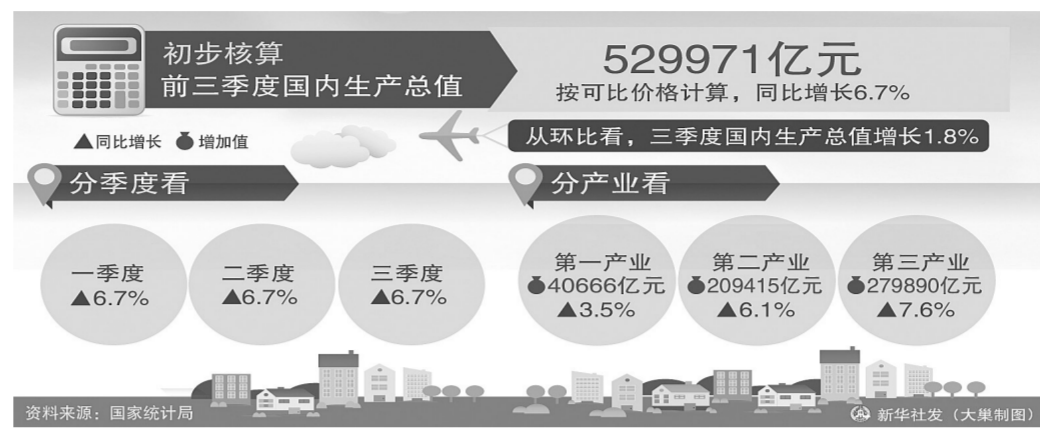 初步核算
前三季度国内生产总值
529971亿元
按可比价格计算，同比增长6.7%
▲同比增长 增加值
从环比看，三季度国内生产总值增长1.8%
分季度看
一季度
▲6.7%
二季度
▲6.7%
三季度
▲6.7%
分产业看
第一产业
40666亿元
▲3.5%
第二产业
209415亿元
▲6.1%
第三产业
279890亿元
▲7.6%
资料来源：国家统计局
新华社发（大巢制图）